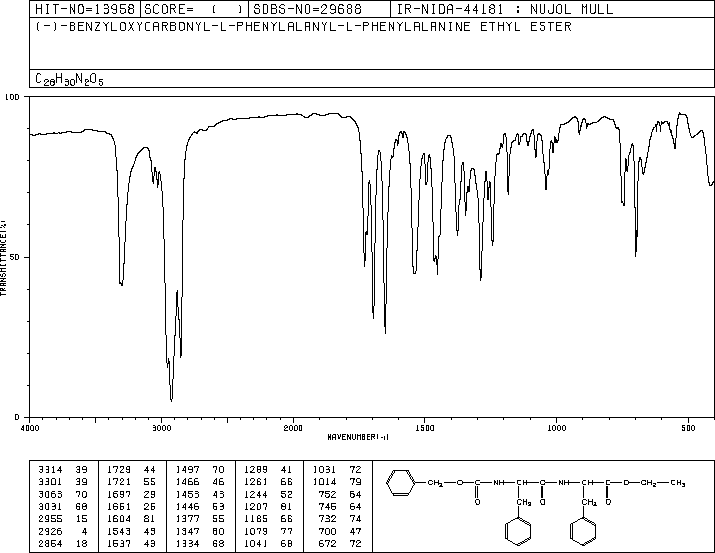 HIT-NO=13958 SCORE= ( ) SDBS-NO=29688 IR-NIDA-44181 : NUJOL MULL
(-)-BENZYLOXYCARBONYL-L-PHENYLALANYL-L-PHENYLALANINE ETHYL ESTER
C28H30N2O5
100
50
0
TRANSMITTANCE(%)
4000 3000 2000 1500 1000 500
WAVENUMBER(-1)
3314 39 1729 44 1497 70 1289 41 1031 72
3301 39 1721 55 1466 46 1261 66 1014 79
3063 70 1697 29 1453 43 1244 52 752 64
3031 68 1651 26 1446 53 1207 81 745 64
2955 15 1604 81 1377 55 1185 66 732 74
2926 4 1543 43 1347 60 1079 77 700 47
2854 18 1537 43 1334 68 1041 68 672 72
CH2 O C NH CH C NH CH C O CH2 CH3
O CH2 O CH2 O